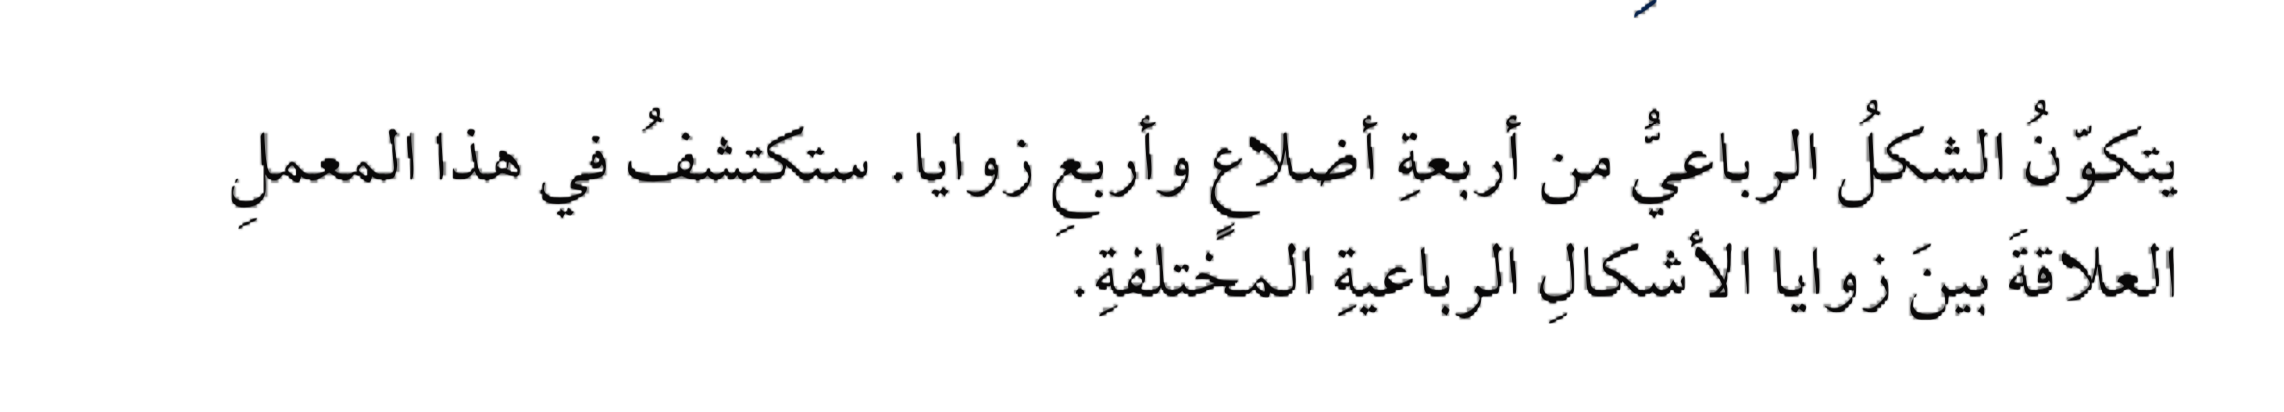 يتكوّنُ الشكلُ الرباعيُّ من أربعةِ أضلاعٍ وأربعِ زوايا. ستكتشفُ في هذا المعملِ
العلاقةَ بينَ زوايا الأشكالِ الرباعيةِ المختلفةِ.